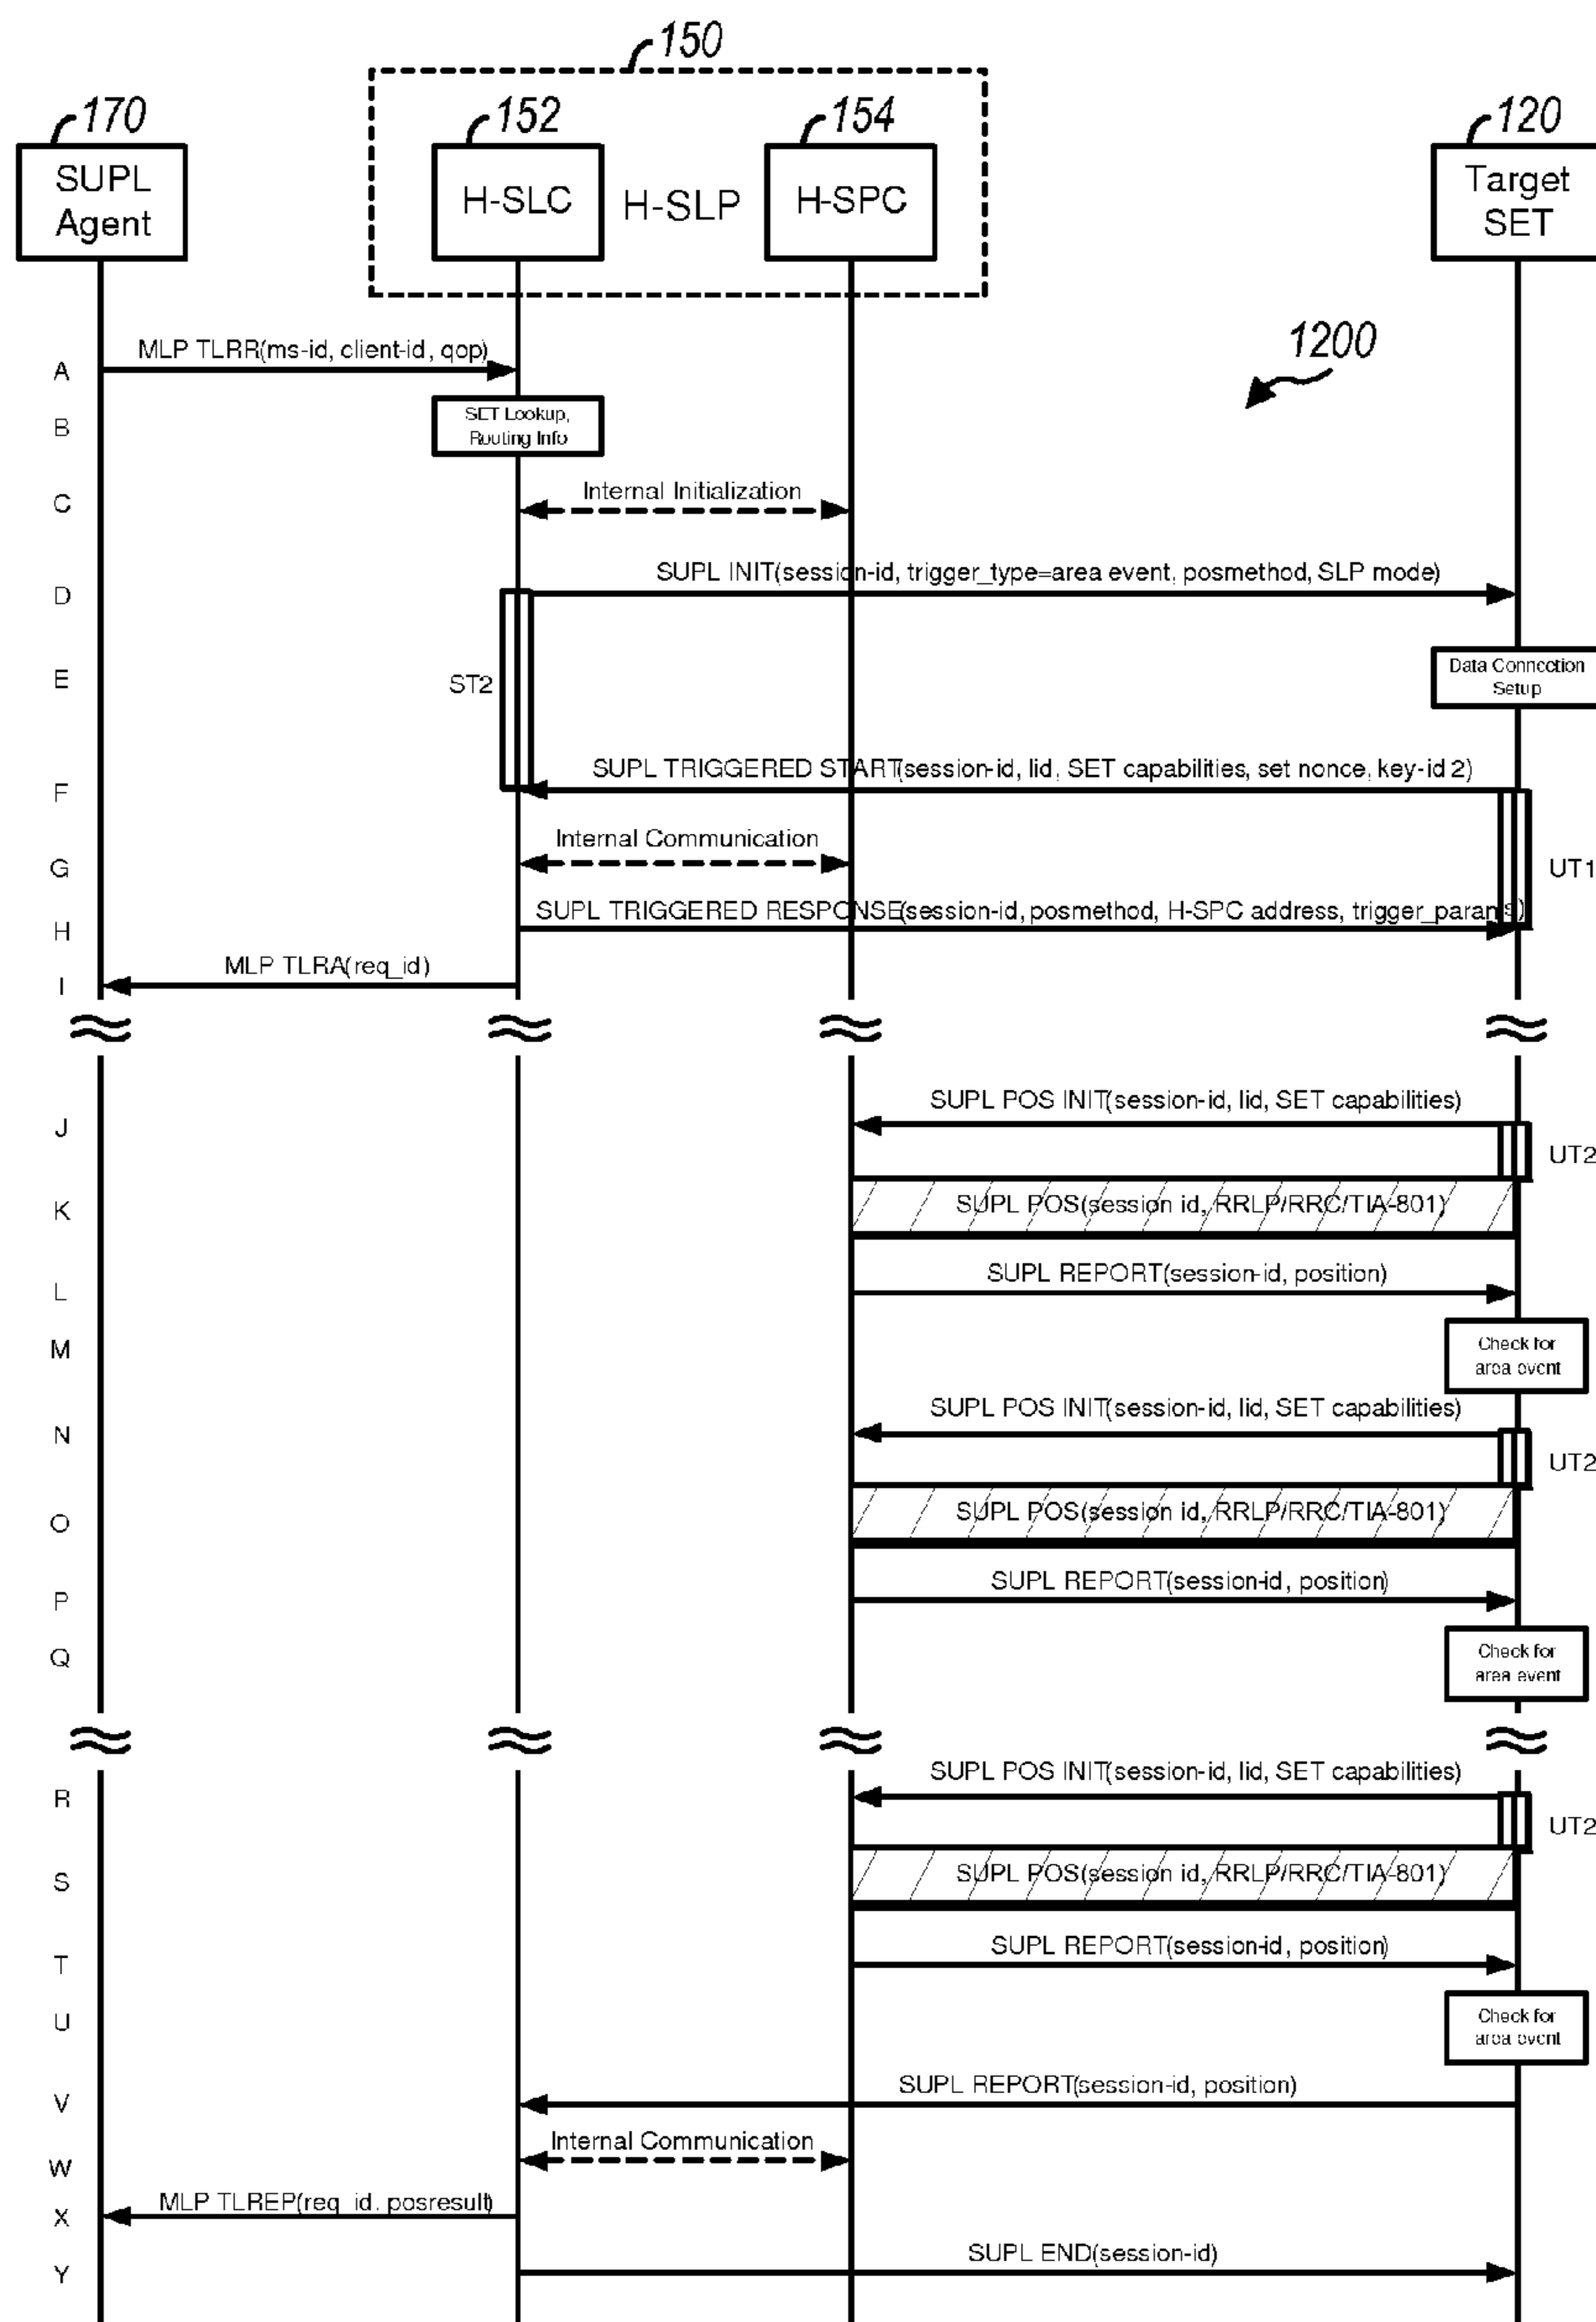 150
170
152
154
120
SUPL
Agent
H-SLC
H-SLP
H-SPC
Target
SET
1200
A
MLP TLRR(ms-id, client-id, qop)
B
SET Lookup,
Routing Info
C
Internal Initialization
D
SUPL INIT(session-id, trigger_type=area event, posmethod, SLP mode)
E
ST2
Data Connection
Setup
F
SUPL TRIGGERED START(session-id, lid, SET capabilities, set nonce, key-id 2)
G
Internal Communication
UT1
H
SUPL TRIGGERED RESPONSE(session-id, posmethod, H-SPC address, trigger_params)
I
MLP TLRA(req_id)
J
SUPL POS INIT(session-id, lid, SET capabilities)
UT2
K
SUPL POS(session id, RRLP/RRC/TIA-801)
L
SUPL REPORT(session-id, position)
M
Check for
area event
N
SUPL POS INIT(session-id, lid, SET capabilities)
UT2
O
SUPL POS(session id, RRLP/RRC/TIA-801)
P
SUPL REPORT(session-id, position)
Q
Check for
area event
R
SUPL POS INIT(session-id, lid, SET capabilities)
UT2
S
SUPL POS(session id, RRLP/RRC/TIA-801)
T
SUPL REPORT(session-id, position)
U
Check for
area event
V
SUPL REPORT(session-id, position)
W
Internal Communication
X
MLP TLREP(req_id, posresult)
Y
SUPL END(session-id)